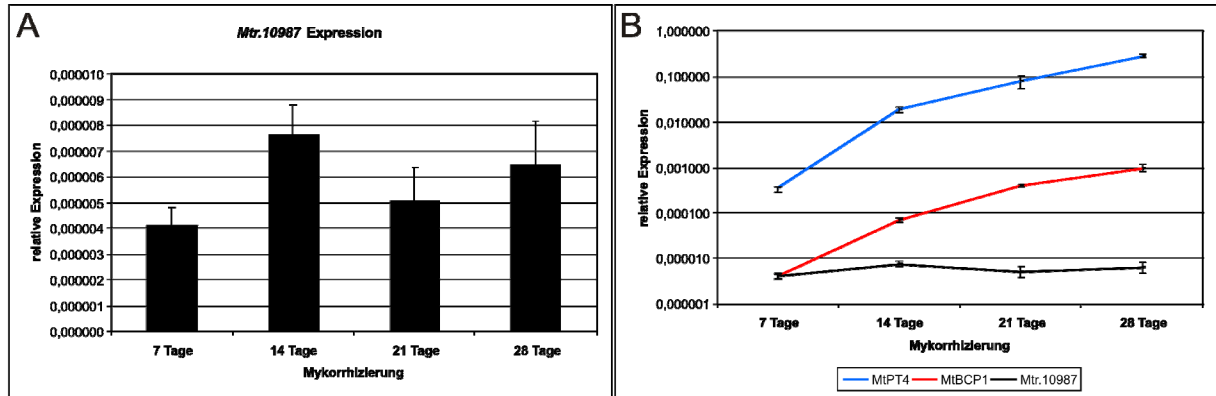 A
Mtr.10987 Expression
relative Expression
0,000010
0,000009
0,000008
0,000007
0,000006
0,000005
0,000004
0,000003
0,000002
0,000001
0,000000
7 Tage 14 Tage 21 Tage 28 Tage
Mykorrhizierung
B
relative Expression
1,000000
0,100000
0,010000
0,001000
0,000100
0,000010
0,000001
7 Tage 14 Tage 21 Tage 28 Tage
Mykorrhizierung
MtPT4 MtBCP1 Mtr.10987